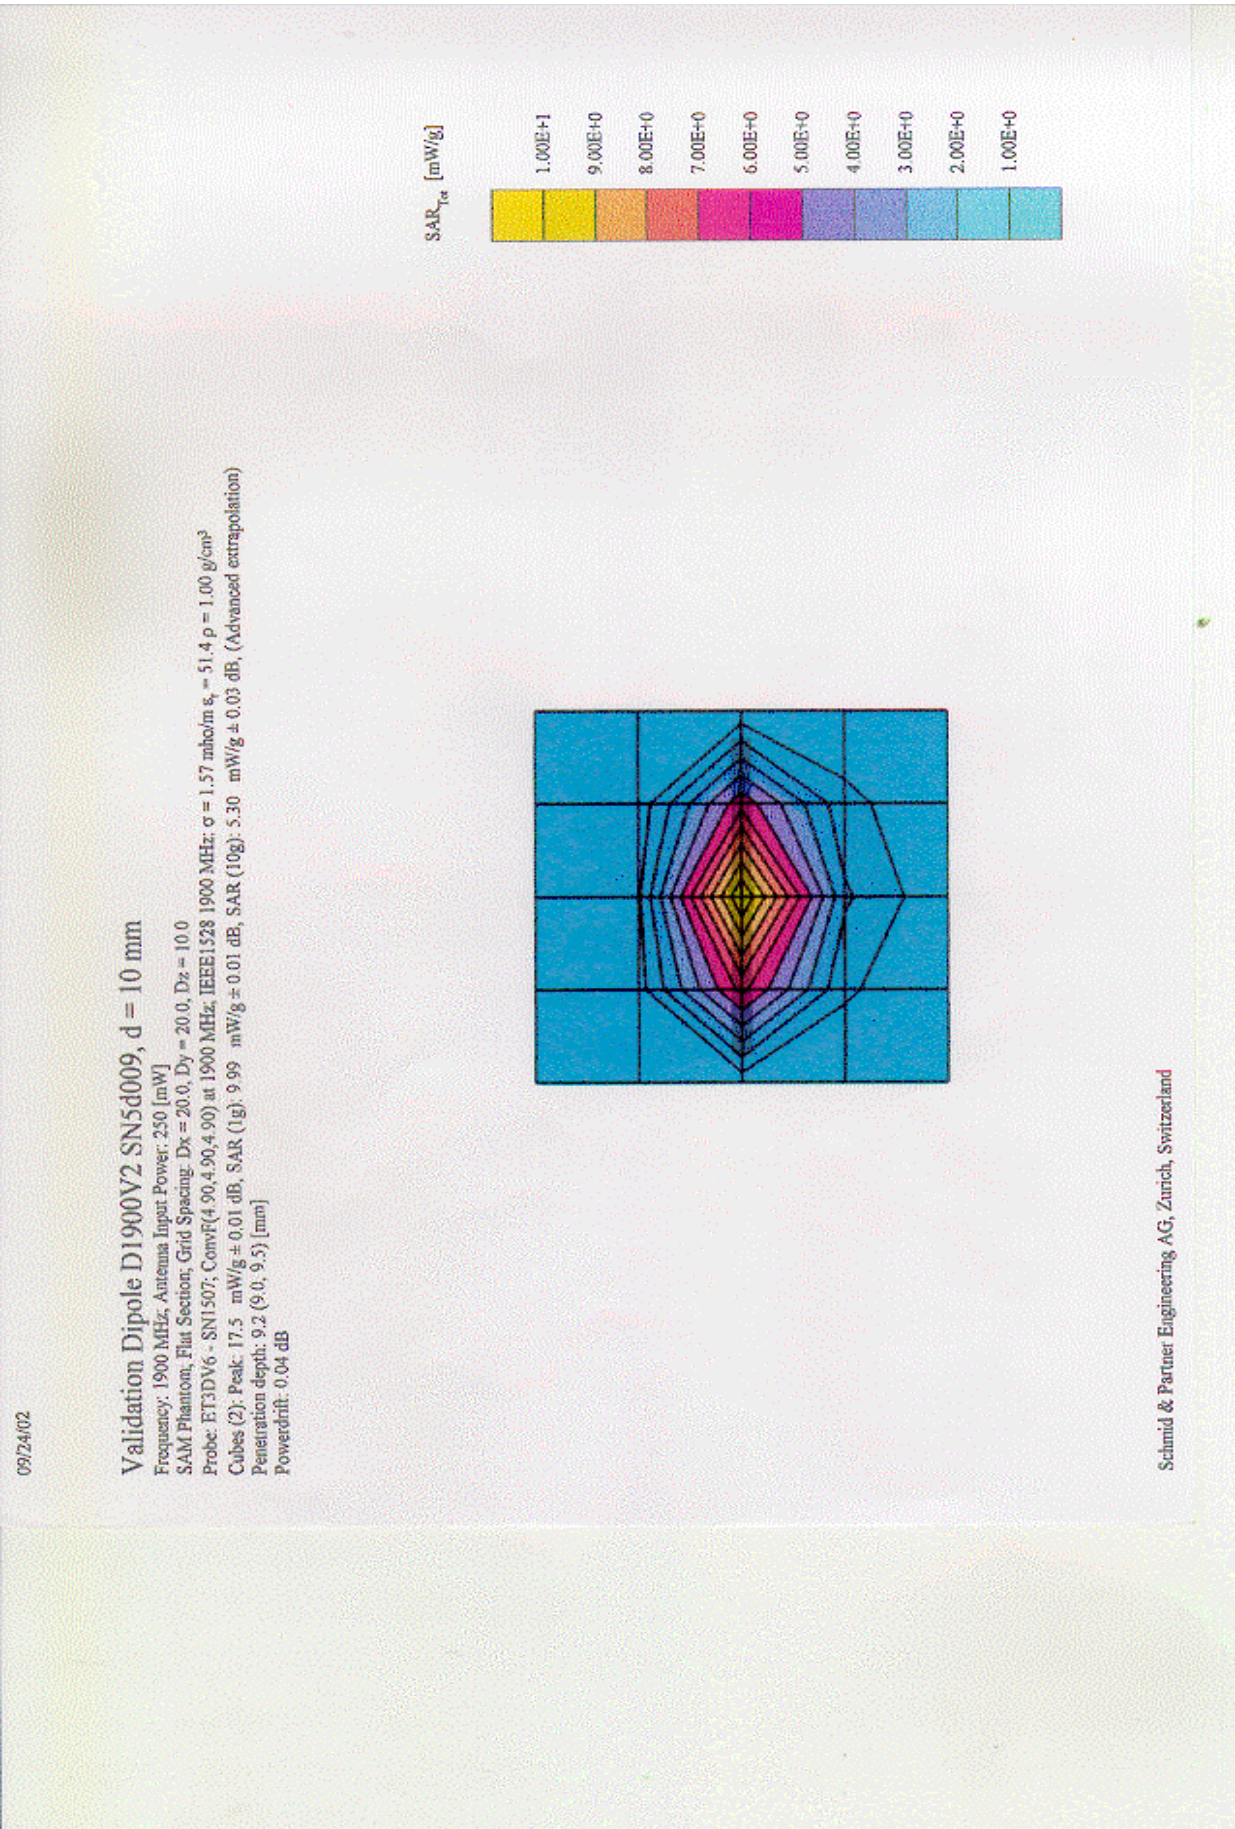 09/24/02
Validation Dipole D1900V2 SN5d009, d = 10 mm
Frequency: 1900 MHz; Antenna Input Power: 250 [mW]
SAM Phantom; Flat Section; Grid Spacing: Dx = 20.0, Dy = 20.0, Dz = 10.0
Probe: ET3DV6 - SN1507; ConvF(4.90,4.90,4.90) at 1900 MHz; IEEE1528 1900 MHz; σ = 1.57 mho/m εr = 51.4 ρ = 1.00 g/cm³
Cubes (2): Peak: 17.5 mW/g ± 0.01 dB, SAR (1g): 9.99 mW/g ± 0.01 dB, SAR (10g): 5.30 mW/g ± 0.03 dB, (Advanced extrapolation)
Penetration depth: 9.2 (9.0, 9.5) [mm]
Powerdrift: 0.04 dB
SARTot [mW/g]
1.00E+1
9.00E+0
8.00E+0
7.00E+0
6.00E+0
5.00E+0
4.00E+0
3.00E+0
2.00E+0
1.00E+0
Schmid & Partner Engineering AG, Zurich, Switzerland